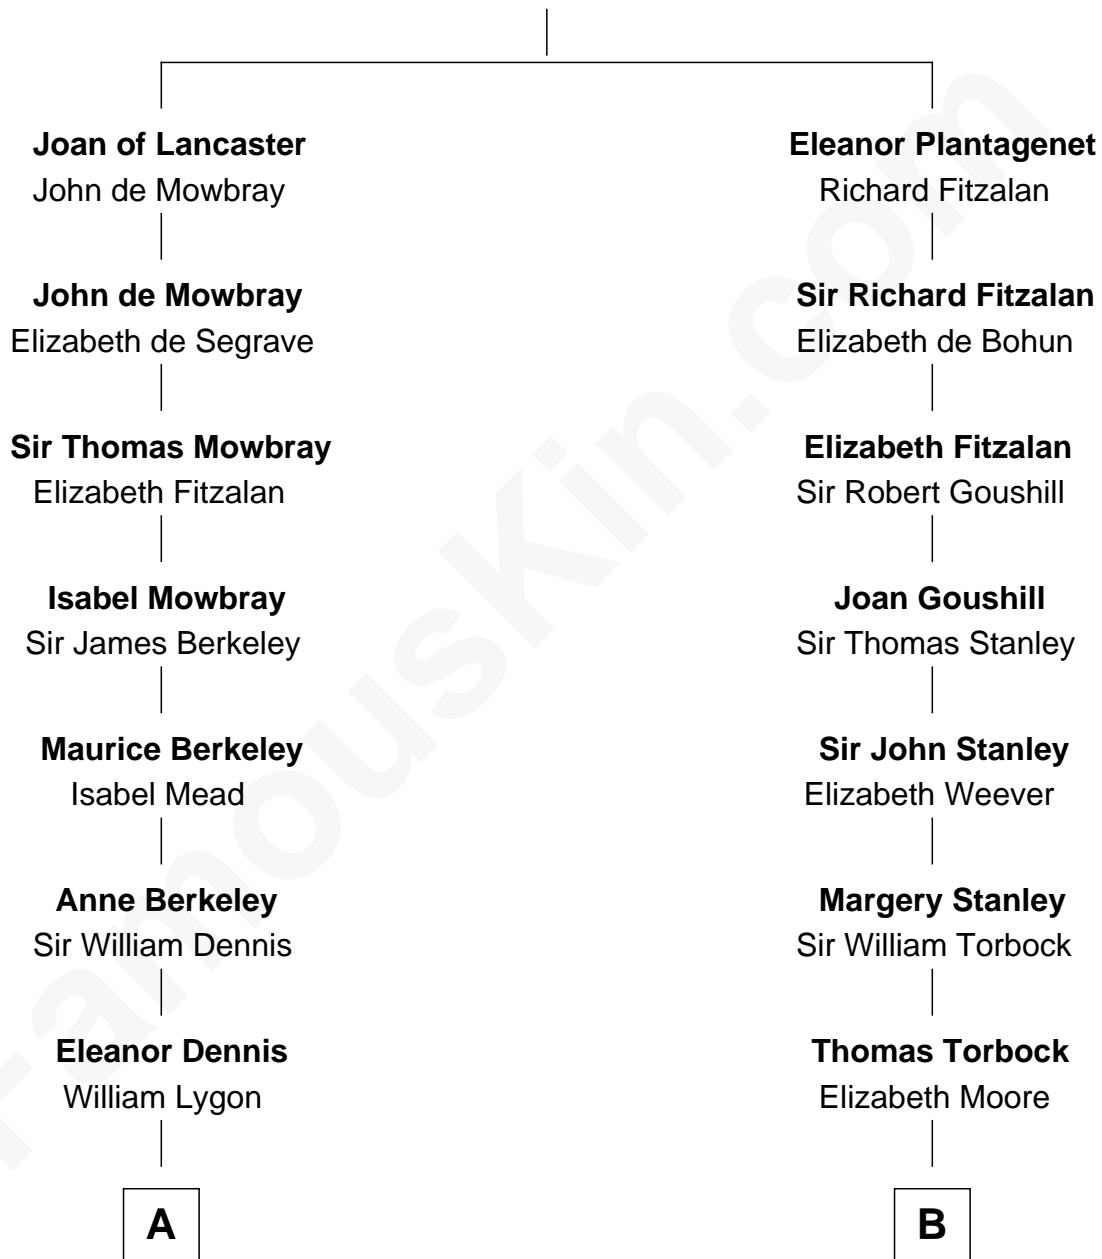 Joan of Lancaster
John de Mowbray
John de Mowbray
Elizabeth de Segrave
Sir Thomas Mowbray
Elizabeth Fitzalan
Isabel Mowbray
Sir James Berkeley
Maurice Berkeley
Isabel Mead
Anne Berkeley
Sir William Dennis
Eleanor Dennis
William Lygon
A
Eleanor Plantagenet
Richard Fitzalan
Sir Richard Fitzalan
Elizabeth de Bohun
Elizabeth Fitzalan
Sir Robert Goushill
Joan Goushill
Sir Thomas Stanley
Sir John Stanley
Elizabeth Weever
Margery Stanley
Sir William Torbock
Thomas Torbock
Elizabeth Moore
B
FamousKin.com